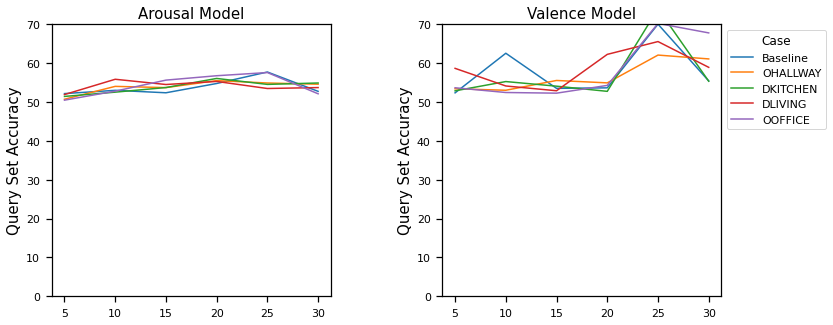 Arousal Model
Query Set Accuracy
70
60
50
40
30
20
10
0
5 10 15 20 25 30
Valence Model
Query Set Accuracy
70
60
50
40
30
20
10
0
5 10 15 20 25 30
Case
Baseline
OHALLWAY
DKITCHEN
DLIVING
OOFFICE